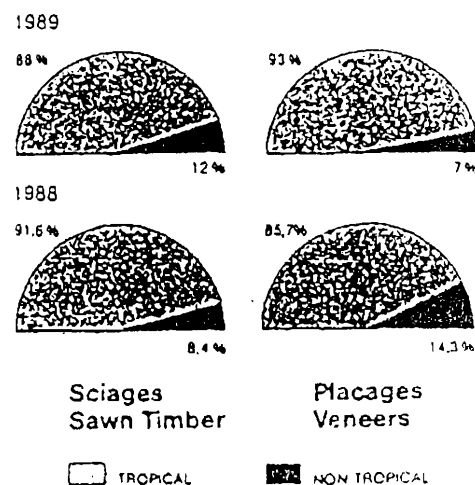 1989
88%
93%
12%
7%
1988
91,6%
85,7%
8,4%
14,3%
Sciages
Sawn Timber
Placages
Veneers
TROPICAL
NON TROPICAL